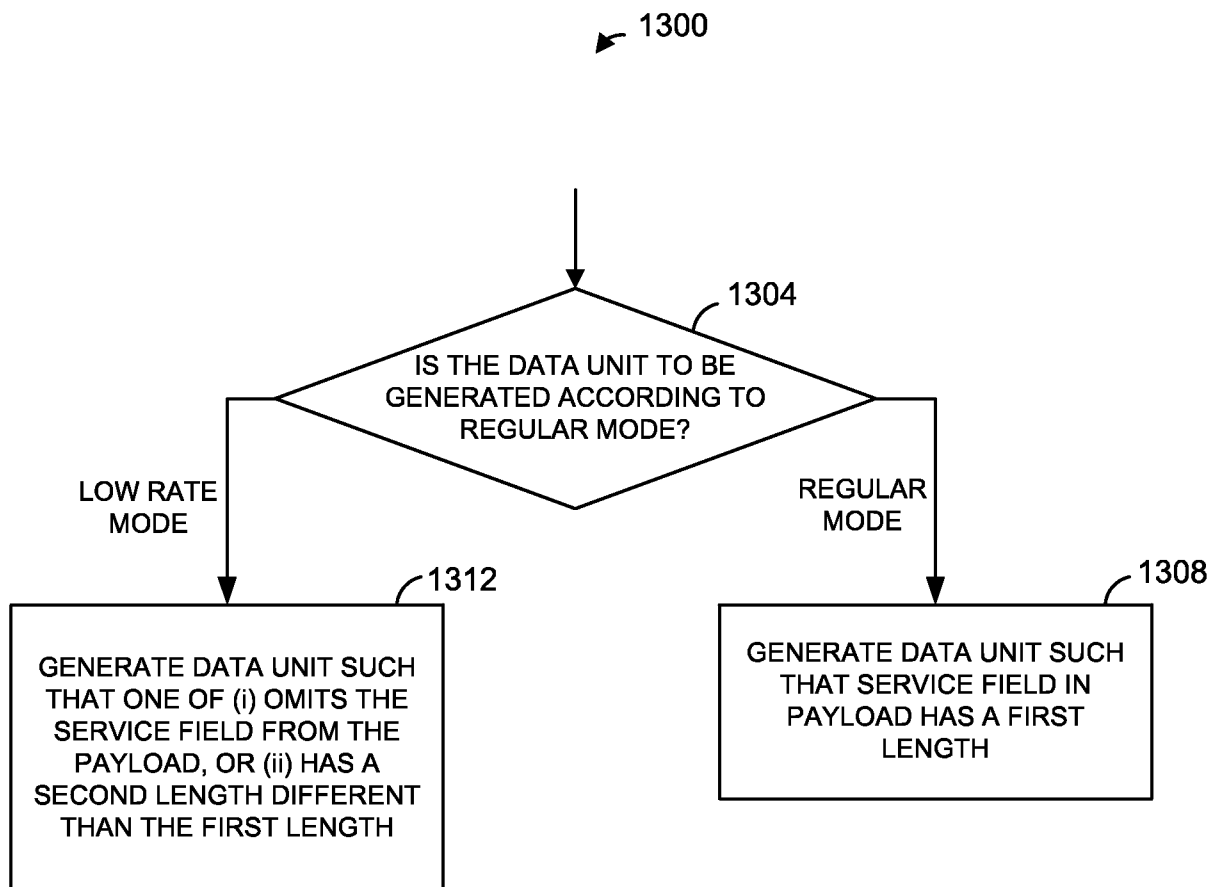 1300
1304
IS THE DATA UNIT TO BE
GENERATED ACCORDING TO
REGULAR MODE?
LOW RATE
MODE
REGULAR
MODE
1312
GENERATE DATA UNIT SUCH
THAT ONE OF (i) OMITS THE
SERVICE FIELD FROM THE
PAYLOAD, OR (ii) HAS A
SECOND LENGTH DIFFERENT
THAN THE FIRST LENGTH
1308
GENERATE DATA UNIT SUCH
THAT SERVICE FIELD IN
PAYLOAD HAS A FIRST
LENGTH